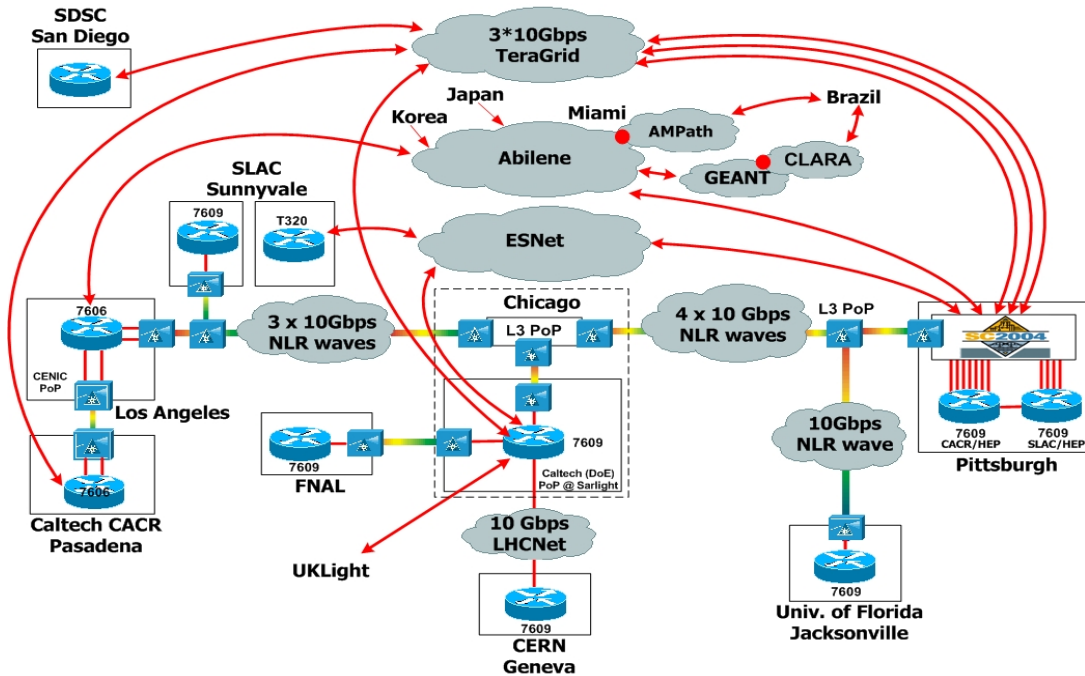 SDSC
San Diego
3*10Gbps
TeraGrid
Japan
Korea
Miami
AMPath
Brazil
Abilene
CLARA
GEANT
SLAC
Sunnyvale
7609
T320
ESNet
7606
CENIC
PoP
Los Angeles
3 x 10Gbps
NLR waves
Chicago
L3 PoP
4 x 10 Gbps
NLR waves
L3 PoP
SC2004
7609
CACR/HEP
7609
SLAC/HEP
Pittsburgh
10Gbps
NLR wave
7609
FNAL
7609
Caltech (DoE)
PoP @ Sarlight
7606
Caltech CACR
Pasadena
10 Gbps
LHCNet
UKLight
7609
CERN
Geneva
7609
Univ. of Florida
Jacksonville